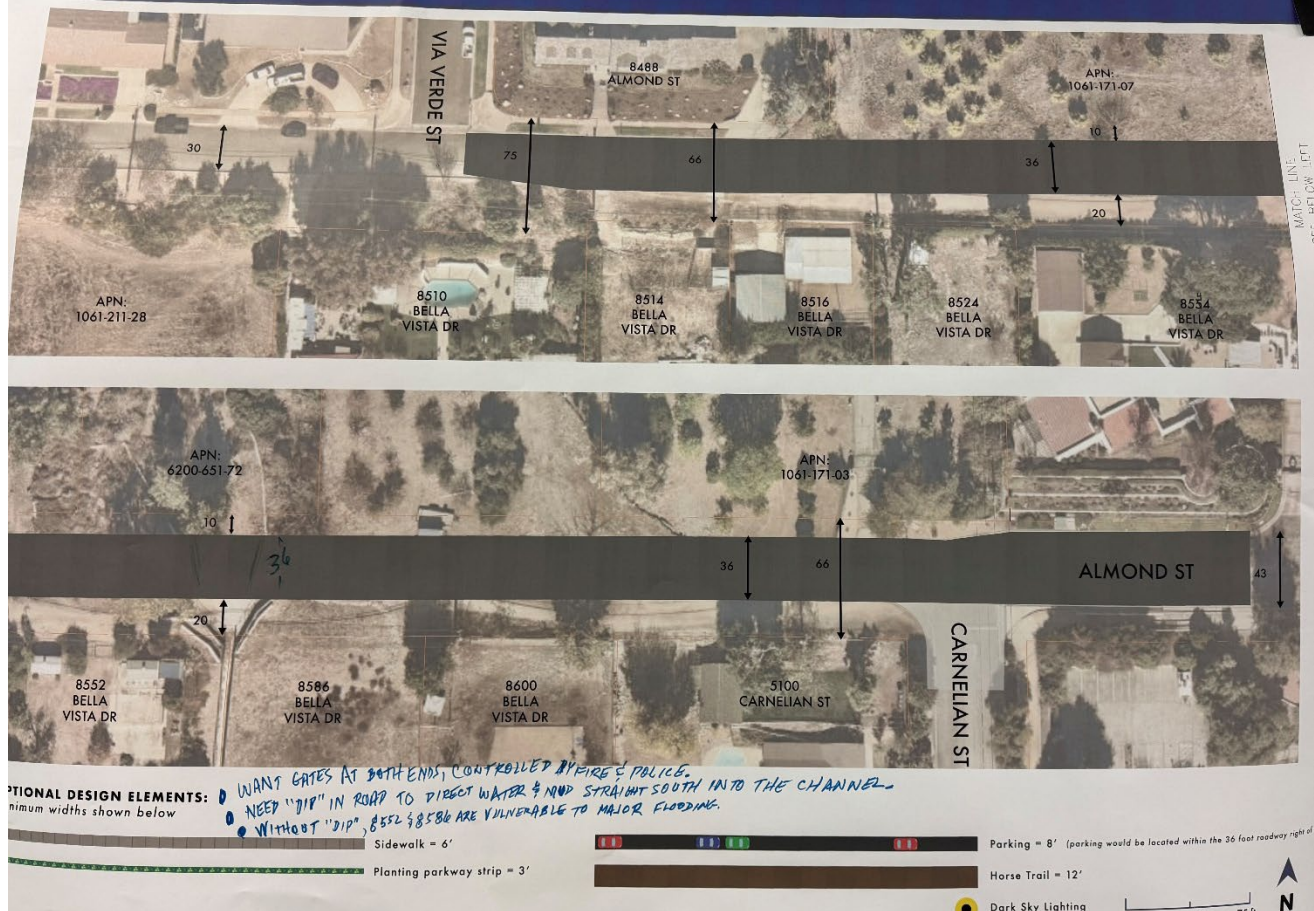 VIA VERDE ST
8488
ALMOND ST
APN:
1061-171-07
30
75
66
36
10
20
MATCH LINE
BELOW LEFT
APN:
1061-211-28
8510
BELLA
VISTA DR
8514
BELLA
VISTA DR
8516
BELLA
VISTA DR
8524
BELLA
VISTA DR
8554
BELLA
VISTA DR
APN:
6200-651-72
APN:
1061-171-03
10
36
36
66
ALMOND ST
43
20
8552
BELLA
VISTA DR
8586
BELLA
VISTA DR
8600
BELLA
VISTA DR
5100
CARNELIAN ST
CARNELIAN ST
• WANT GATES AT BOTH ENDS, CONTROLLED BY FIRE & POLICE.
• NEED "DIP" IN ROAD TO DIRECT WATER & MUD STRAIGHT SOUTH INTO THE CHANNEL.
• WITHOUT "DIP", 8552 & 8586 ARE VULNERABLE TO MAJOR FLOODING.
PTIONAL DESIGN ELEMENTS:
nimum widths shown below
Sidewalk = 6'
Planting parkway strip = 3'
Parking = 8' (parking would be located within the 36 foot roadway right of
Horse Trail = 12'
Dark Sky Lighting
N